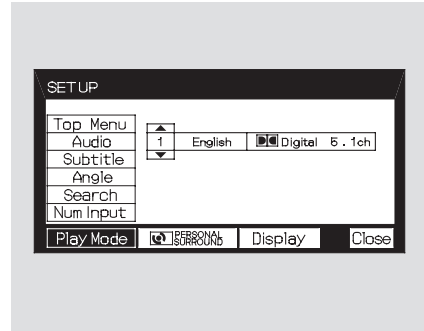 SETUP
Top Menu
Audio
1 English Digital 5.1ch
Subtitle
Angle
Search
Num Input
Play Mode PERSONAL SURROUND Display Close